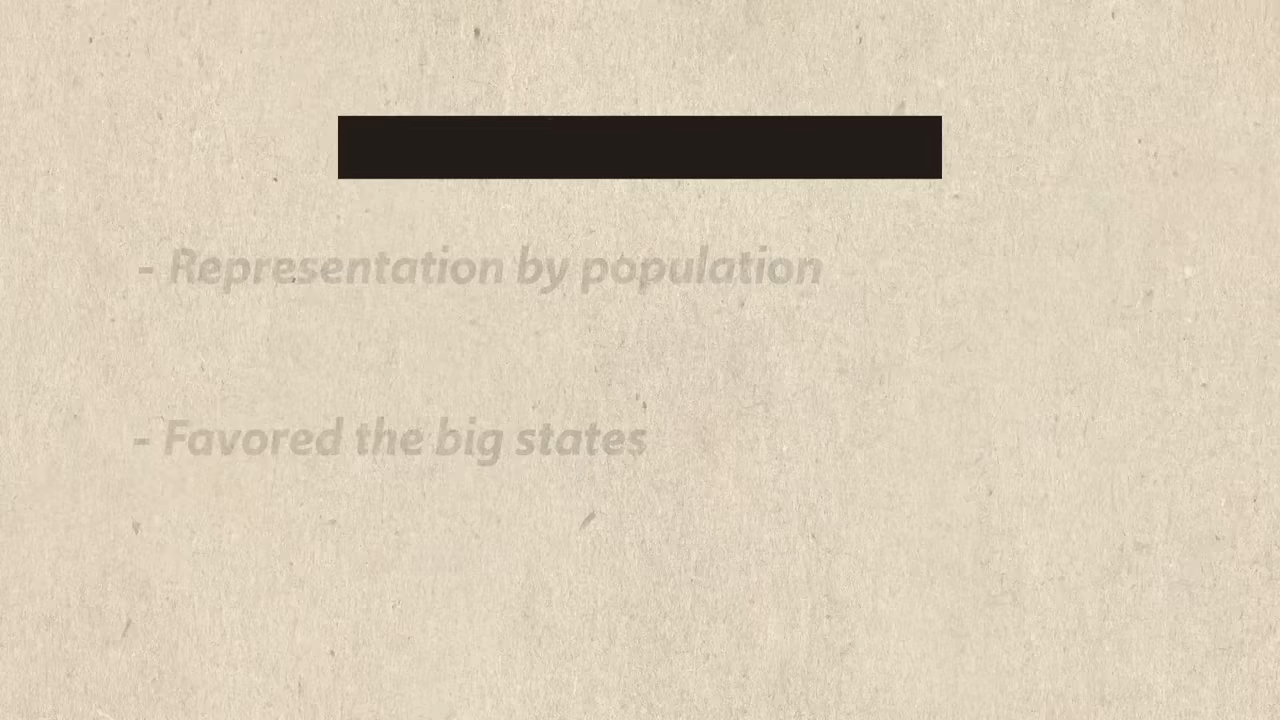 - Representation by population
- Favored the big states